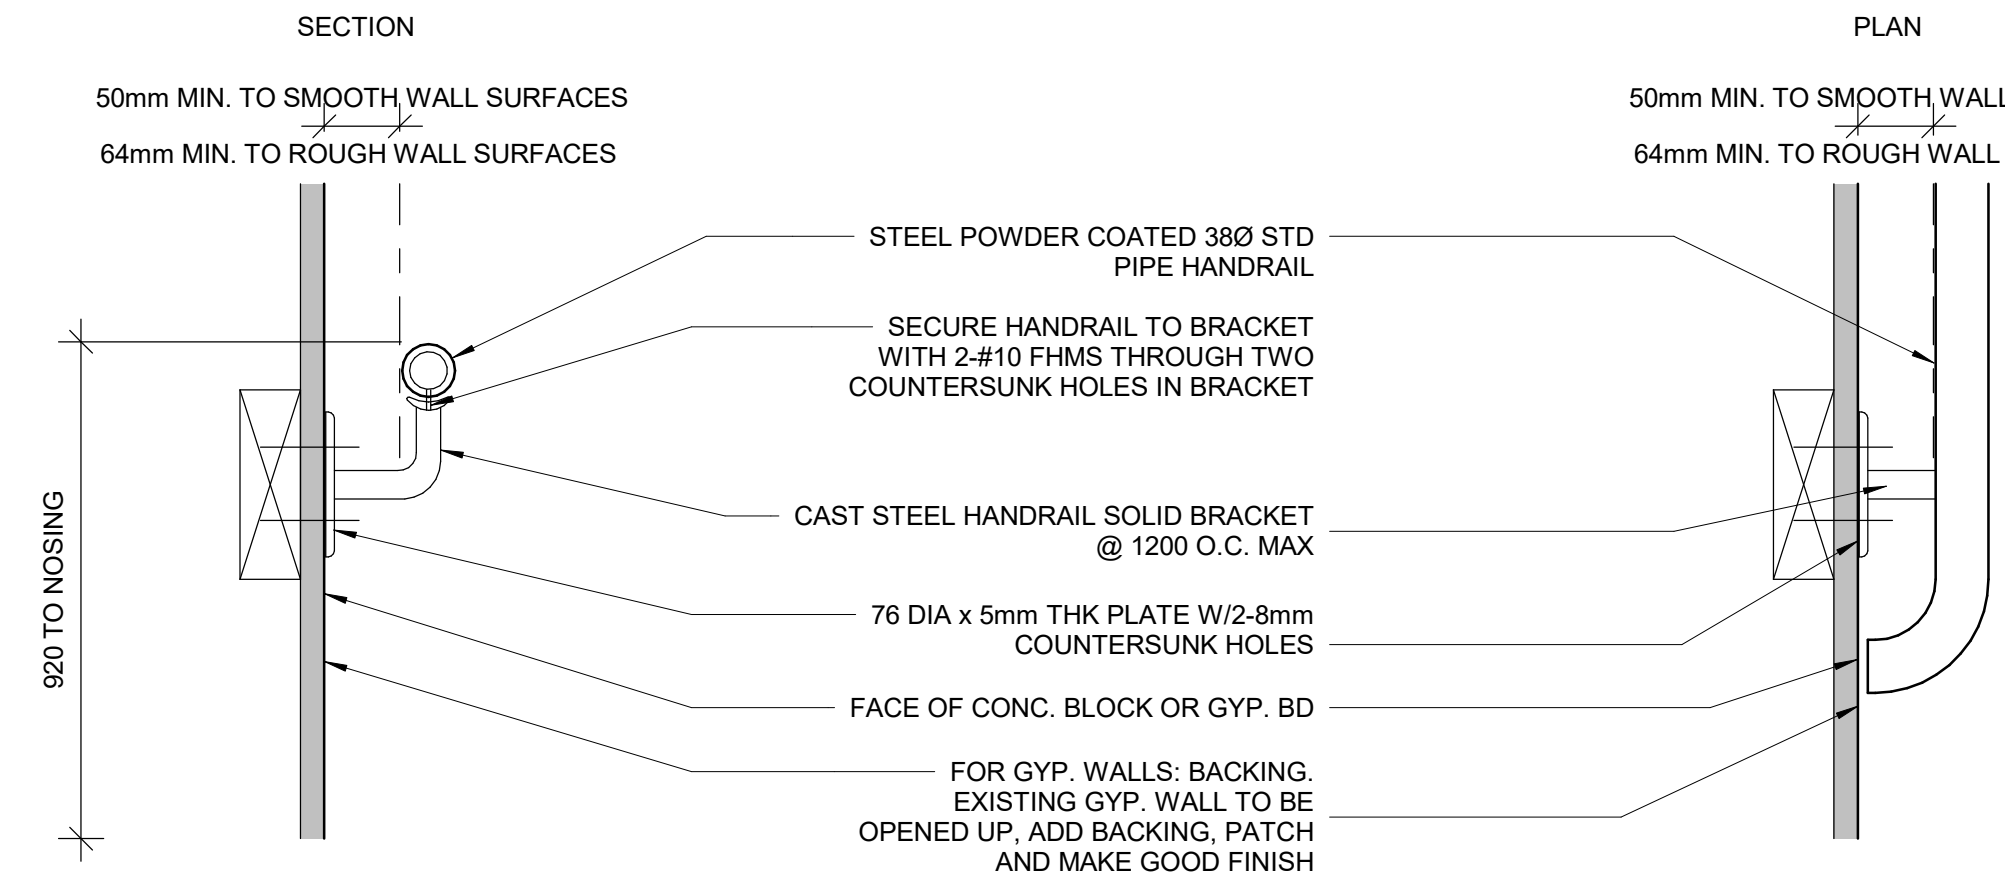 SECTION
PLAN
50mm MIN. TO SMOOTH WALL SURFACES
64mm MIN. TO ROUGH WALL SURFACES
50mm MIN. TO SMOOTH WALL
64mm MIN. TO ROUGH WALL
920 TO NOSING
STEEL POWDER COATED 38Ø STD
PIPE HANDRAIL
SECURE HANDRAIL TO BRACKET
WITH 2-#10 FHMS THROUGH TWO
COUNTERSUNK HOLES IN BRACKET
CAST STEEL HANDRAIL SOLID BRACKET
@ 1200 O.C. MAX
76 DIA x 5mm THK PLATE W/2-8mm
COUNTERSUNK HOLES
FACE OF CONC. BLOCK OR GYP. BD
FOR GYP. WALLS: BACKING.
EXISTING GYP. WALL TO BE
OPENED UP, ADD BACKING, PATCH
AND MAKE GOOD FINISH